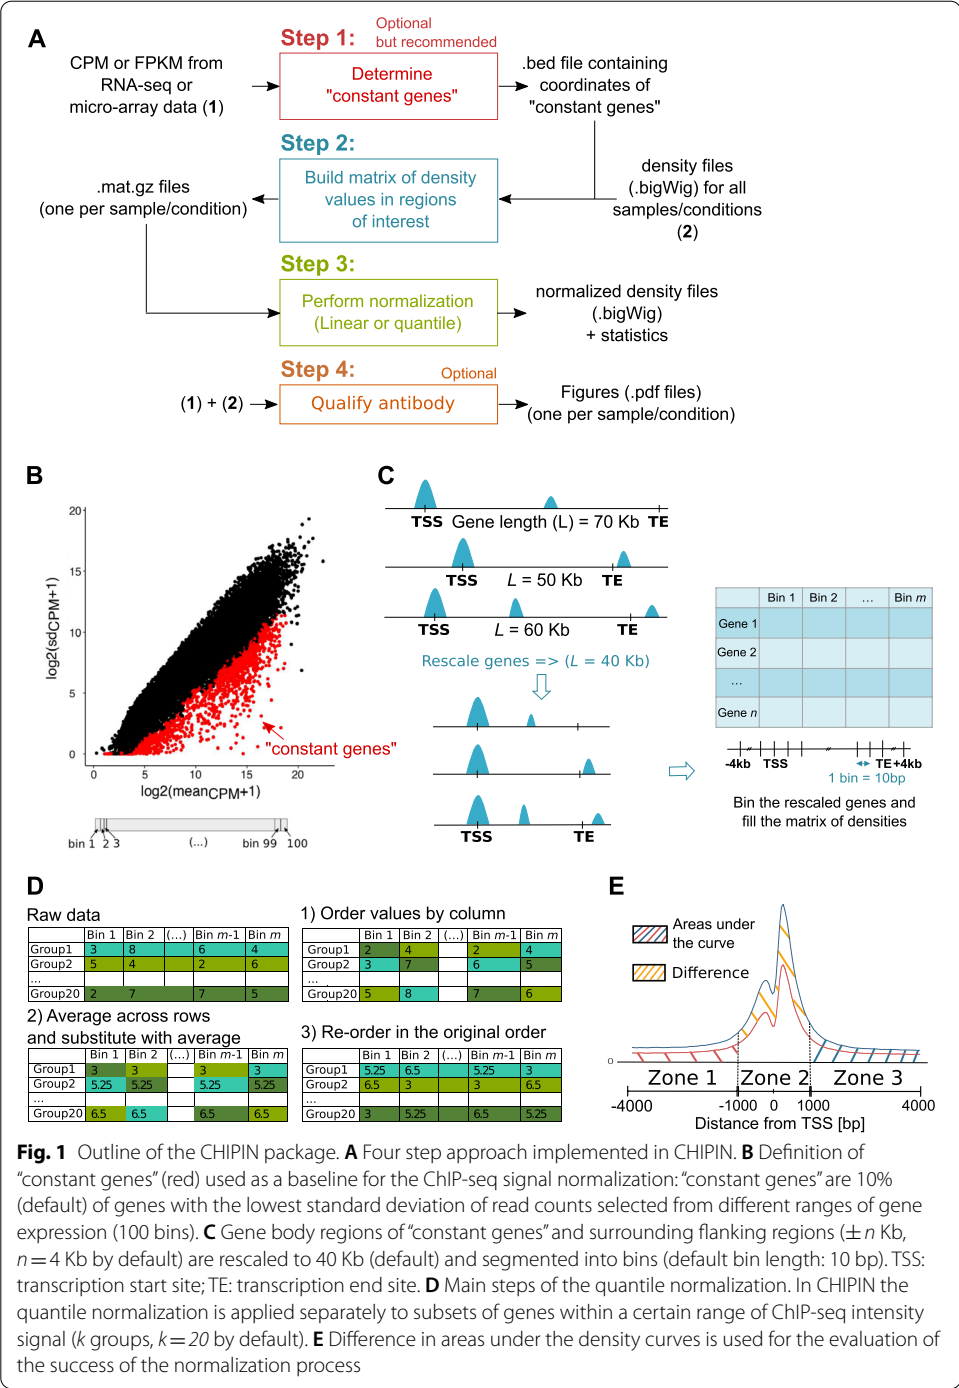 A
Step 1:
Optional
but recommended
CPM or FPKM from
RNA-seq or
micro-array data (1)
Determine
"constant genes"
.bed file containing
coordinates of
"constant genes"
Step 2:
.mat.gz files
(one per sample/condition)
Build matrix of density
values in regions
of interest
density files
(.bigWig) for all
samples/conditions
(2)
Step 3:
Perform normalization
(Linear or quantile)
normalized density files
(.bigWig)
+ statistics
Step 4:
Optional
(1) + (2)
Qualify antibody
Figures (.pdf files)
(one per sample/condition)
B
20
15
10
5
0
log2(sdCPM+1)
0 5 10 15 20
log2(meanCPM+1)
"constant genes"
bin 1 2 3 (...) bin 99 100
C
TSS Gene length (L) = 70 Kb TE
TSS L = 50 Kb TE
TSS L = 60 Kb TE
Rescale genes => (L = 40 Kb)
TSS TE
Bin 1 Bin 2 ... Bin m
Gene 1
Gene 2
...
Gene n
-4kb TSS TE +4kb
1 bin = 10bp
Bin the rescaled genes and
fill the matrix of densities
D
Raw data
Bin 1 Bin 2 (...) Bin m-1 Bin m
Group1 3 8 6 4
Group2 5 4 2 6
...
Group20 2 7 7 5
1) Order values by column
Bin 1 Bin 2 (...) Bin m-1 Bin m
Group1 2 4 2 4
Group2 3 7 6 5
...
Group20 5 8 7 6
2) Average across rows
and substitute with average
Bin 1 Bin 2 (...) Bin m-1 Bin m
Group1 3 3 3 3
Group2 5.25 5.25 5.25 5.25
...
Group20 6.5 6.5 6.5 6.5
3) Re-order in the original order
Bin 1 Bin 2 (...) Bin m-1 Bin m
Group1 5.25 6.5 5.25 3
Group2 6.5 3 3 6.5
...
Group20 3 5.25 6.5 5.25
E
Areas under
the curve
Difference
0
Zone 1 Zone 2 Zone 3
-4000 -1000 0 1000 4000
Distance from TSS [bp]
Fig. 1 Outline of the CHIPIN package. A Four step approach implemented in CHIPIN. B Definition of
“constant genes” (red) used as a baseline for the ChIP-seq signal normalization: “constant genes” are 10%
(default) of genes with the lowest standard deviation of read counts selected from different ranges of gene
expression (100 bins). C Gene body regions of “constant genes” and surrounding flanking regions (± n Kb,
n = 4 Kb by default) are rescaled to 40 Kb (default) and segmented into bins (default bin length: 10 bp). TSS:
transcription start site; TE: transcription end site. D Main steps of the quantile normalization. In CHIPIN the
quantile normalization is applied separately to subsets of genes within a certain range of ChIP-seq intensity
signal (k groups, k = 20 by default). E Difference in areas under the density curves is used for the evaluation of
the success of the normalization process